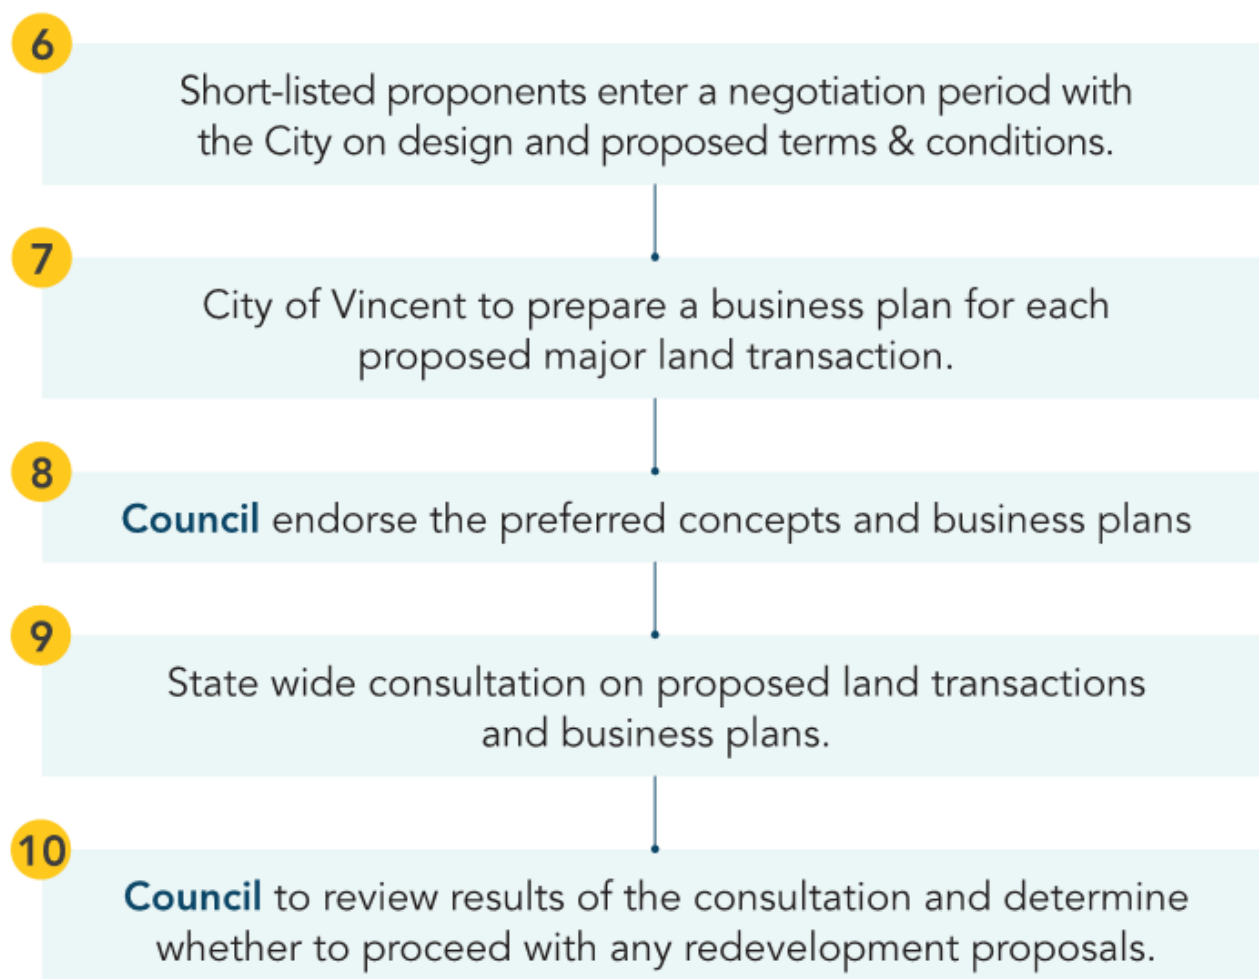 6
Short-listed proponents enter a negotiation period with
the City on design and proposed terms & conditions.
7
City of Vincent to prepare a business plan for each
proposed major land transaction.
8
Council endorse the preferred concepts and business plans
9
State wide consultation on proposed land transactions
and business plans.
10
Council to review results of the consultation and determine
whether to proceed with any redevelopment proposals.